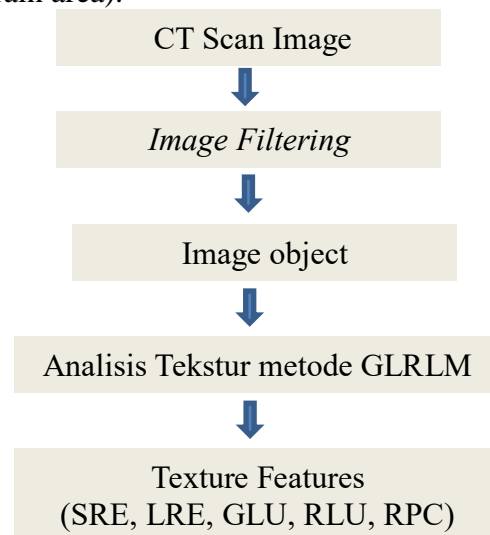 CT Scan Image
Image Filtering
Image object
Analisis Tekstur metode GLRLM
Texture Features
(SRE, LRE, GLU, RLU, RPC)